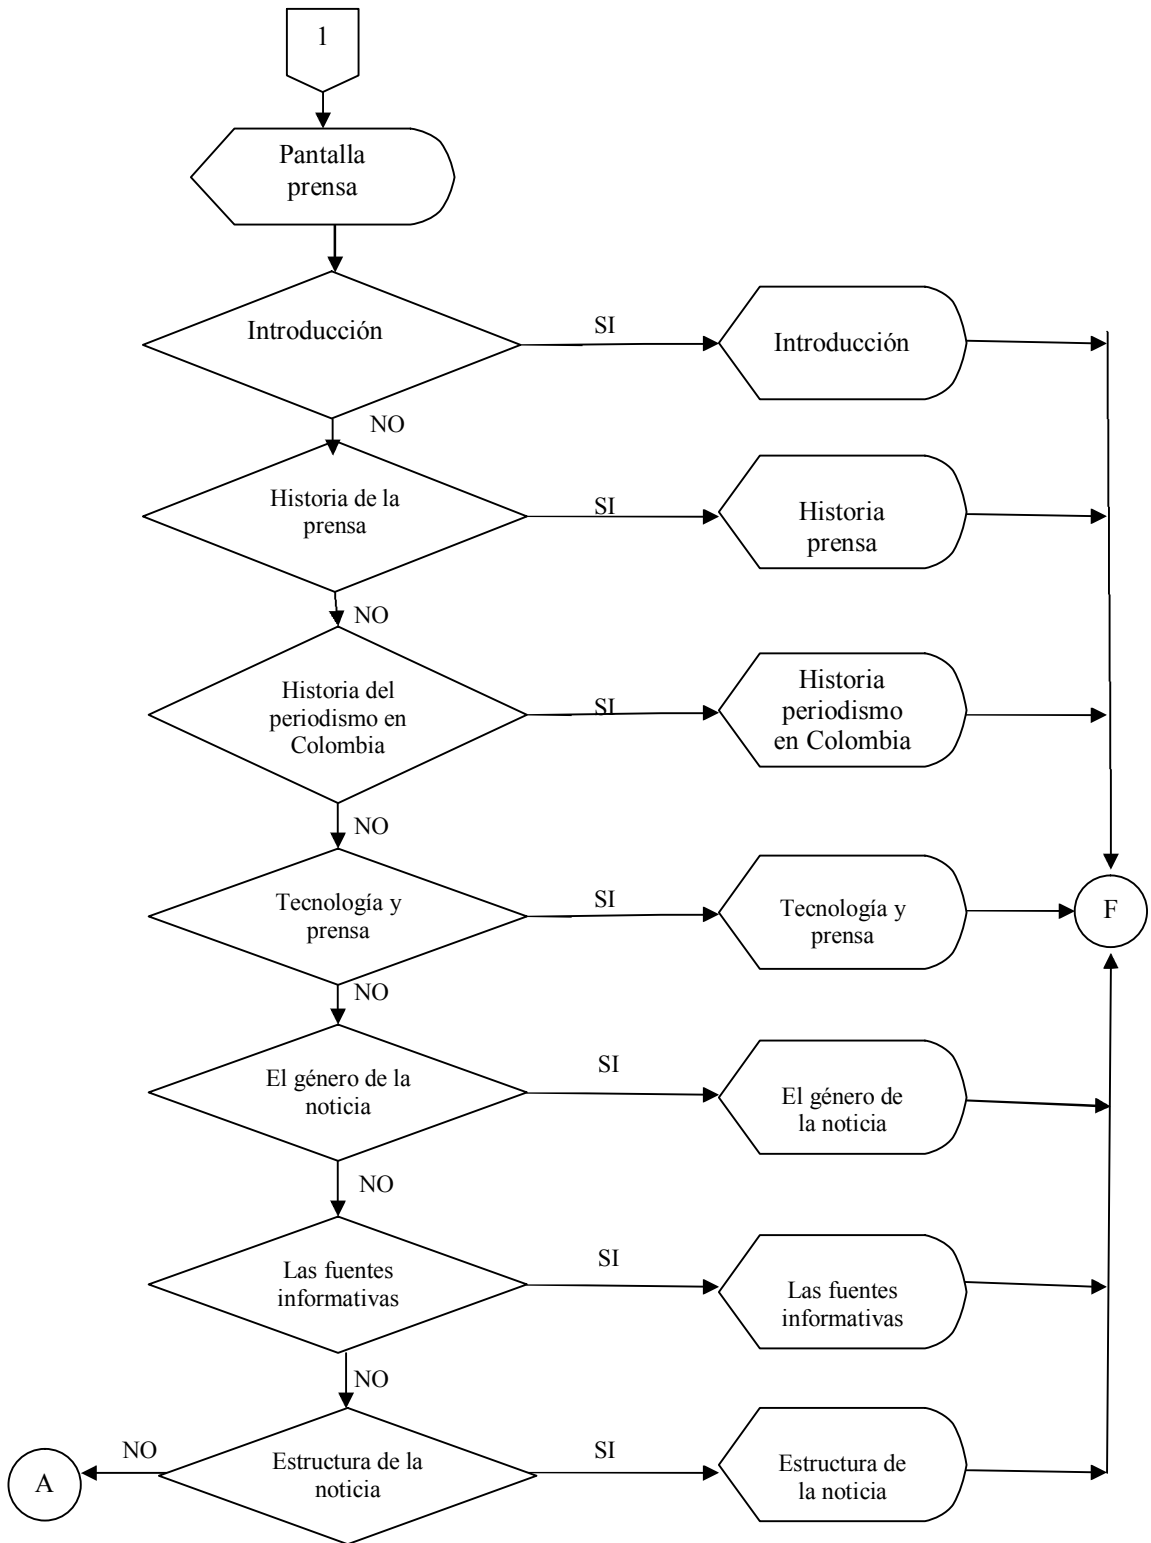 1
Pantalla
prensa
Introducción
SI
Introducción
NO
Historia de la
prensa
SI
Historia
prensa
NO
Historia del
periodismo en
Colombia
SI
Historia
periodismo
en Colombia
NO
Tecnología y
prensa
SI
Tecnología y
prensa
F
NO
El género de la
noticia
SI
El género de
la noticia
NO
Las fuentes
informativas
SI
Las fuentes
informativas
NO
A
NO
Estructura de la
noticia
SI
Estructura de
la noticia